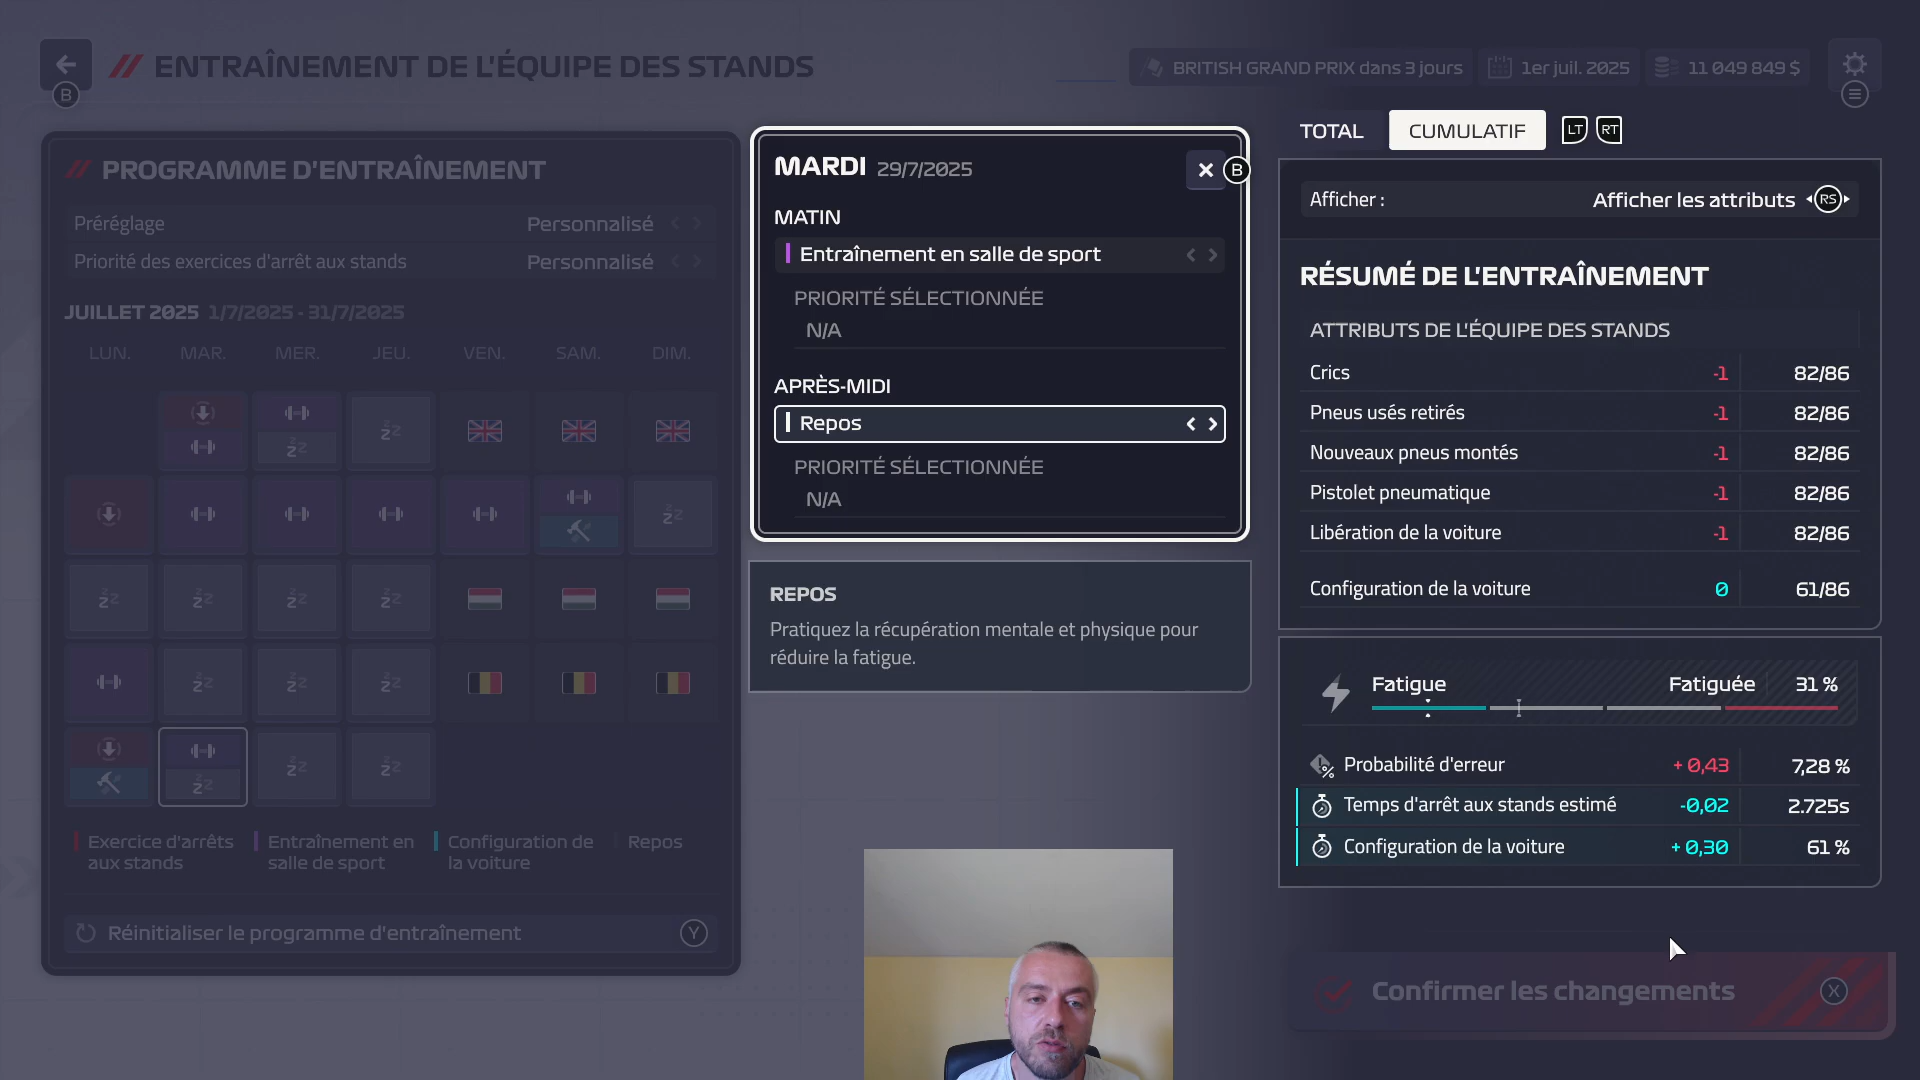 ENTRAÎNEMENT DE L'ÉQUIPE DES STANDS
B
BRITISH GRAND PRIX dans 3 jours
1er juil. 2025
11 049 849 $
PROGRAMME D'ENTRAÎNEMENT
Préréglage Personnalisé
Priorité des exercices d'arrêt aux stands Personnalisé
JUILLET 2025 1/7/2025 - 31/7/2025
LUN. MAR. MER. JEU. VEN. SAM. DIM.
Exercice d'arrêts
aux stands
Entraînement en
salle de sport
Configuration de
la voiture
Repos
Réinitialiser le programme d'entraînement Y
MARDI 29/7/2025
B
MATIN
Entraînement en salle de sport
PRIORITÉ SÉLECTIONNÉE
N/A
APRÈS-MIDI
Repos
PRIORITÉ SÉLECTIONNÉE
N/A
REPOS
Pratiquez la récupération mentale et physique pour
réduire la fatigue.
TOTAL CUMULATIF LT RT
Afficher : Afficher les attributs RS
RÉSUMÉ DE L'ENTRAÎNEMENT
ATTRIBUTS DE L'ÉQUIPE DES STANDS
Crics -1 82/86
Pneus usés retirés -1 82/86
Nouveaux pneus montés -1 82/86
Pistolet pneumatique -1 82/86
Libération de la voiture -1 82/86
Configuration de la voiture 0 61/86
Fatigue Fatiguée 31 %
Probabilité d'erreur + 0,43 7,28 %
Temps d'arrêt aux stands estimé -0,02 2.725s
Configuration de la voiture + 0,30 61 %
Confirmer les changements X